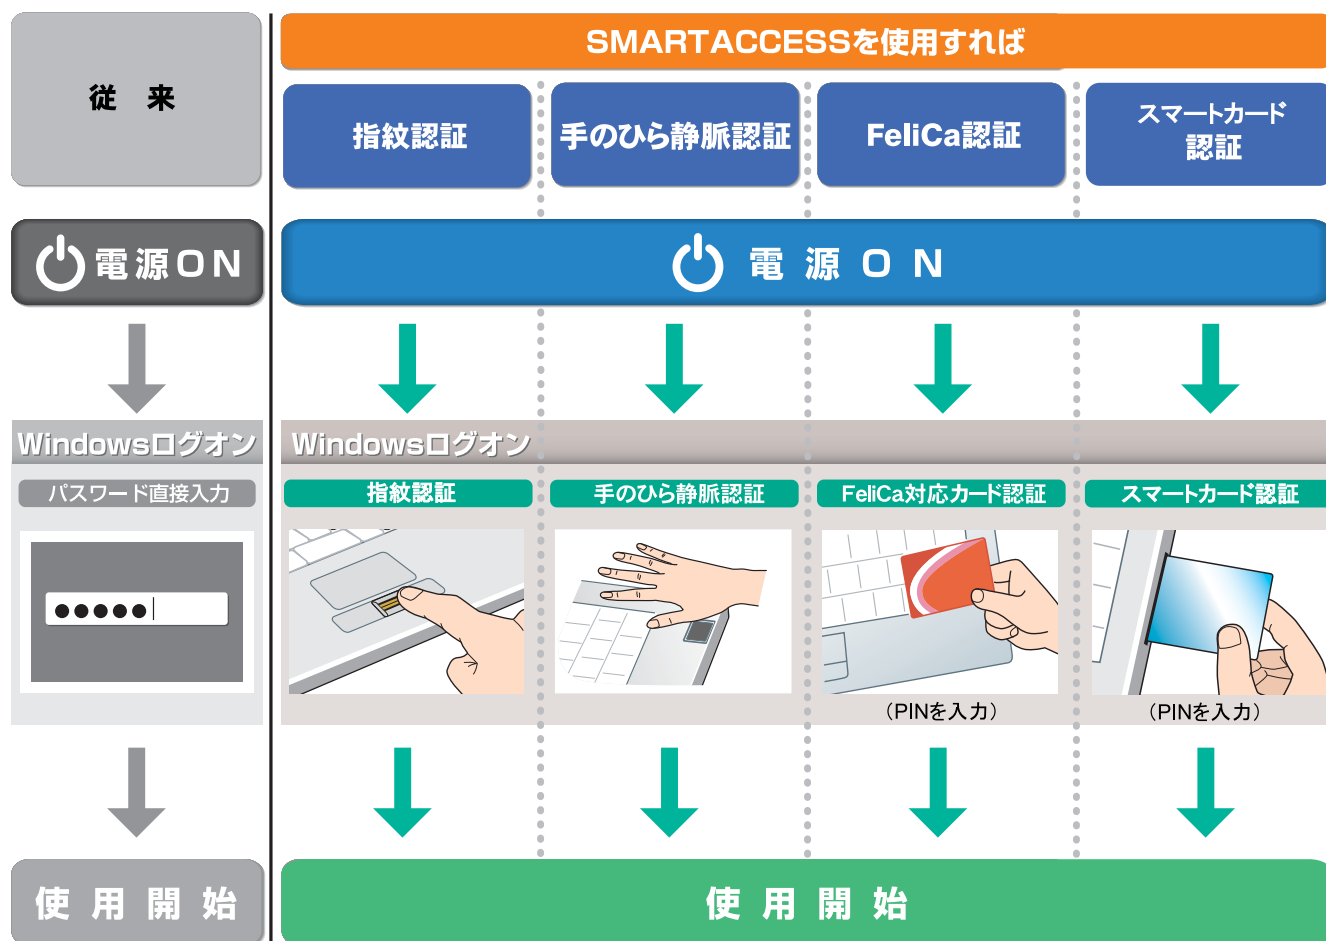 従 来
SMARTACCESSを使用すれば
指紋認証
手のひら静脈認証
FeliCa認証
スマートカード
認証
電源ON
電 源 O N
Windowsログオン
Windowsログオン
パスワード直接入力
指紋認証
手のひら静脈認証
FeliCa対応カード認証
スマートカード認証
(PINを入力)
(PINを入力)
使 用 開 始
使 用 開 始